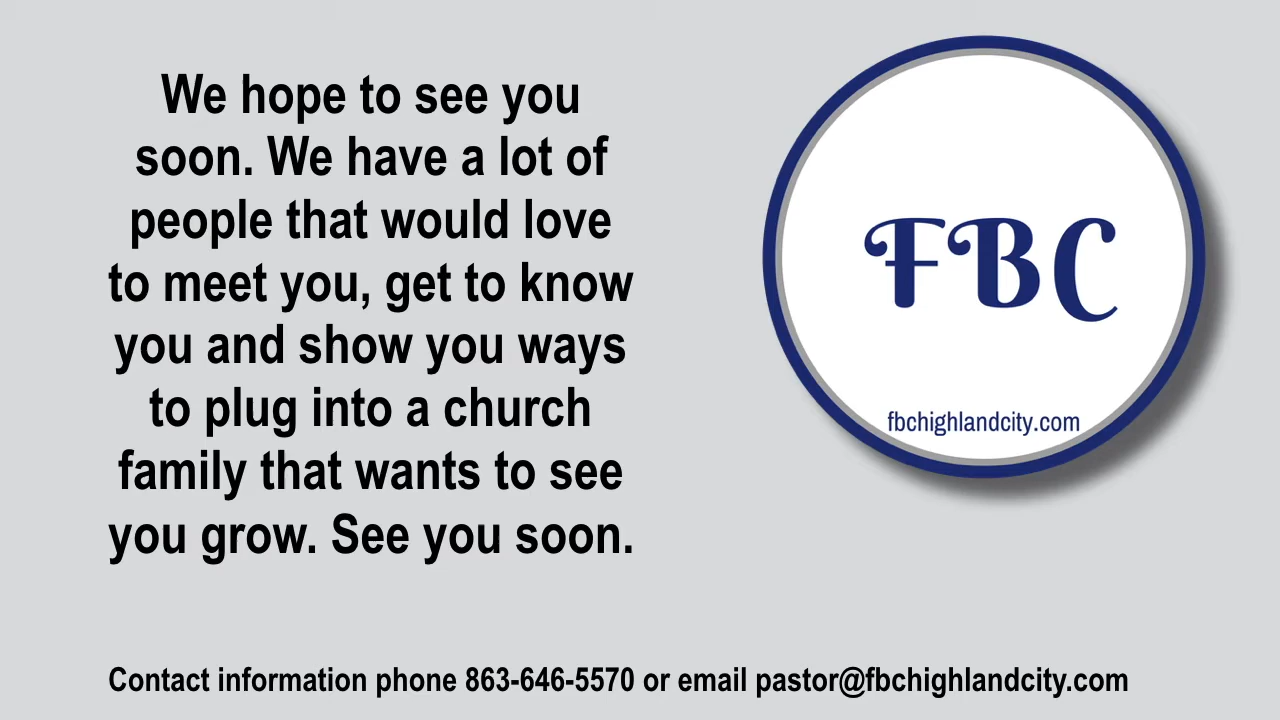 We hope to see you
soon. We have a lot of
people that would love
to meet you, get to know
you and show you ways
to plug into a church
family that wants to see
you grow. See you soon.
FBC
fbchighlandcity.com
Contact information phone 863-646-5570 or email pastor@fbchighlandcity.com